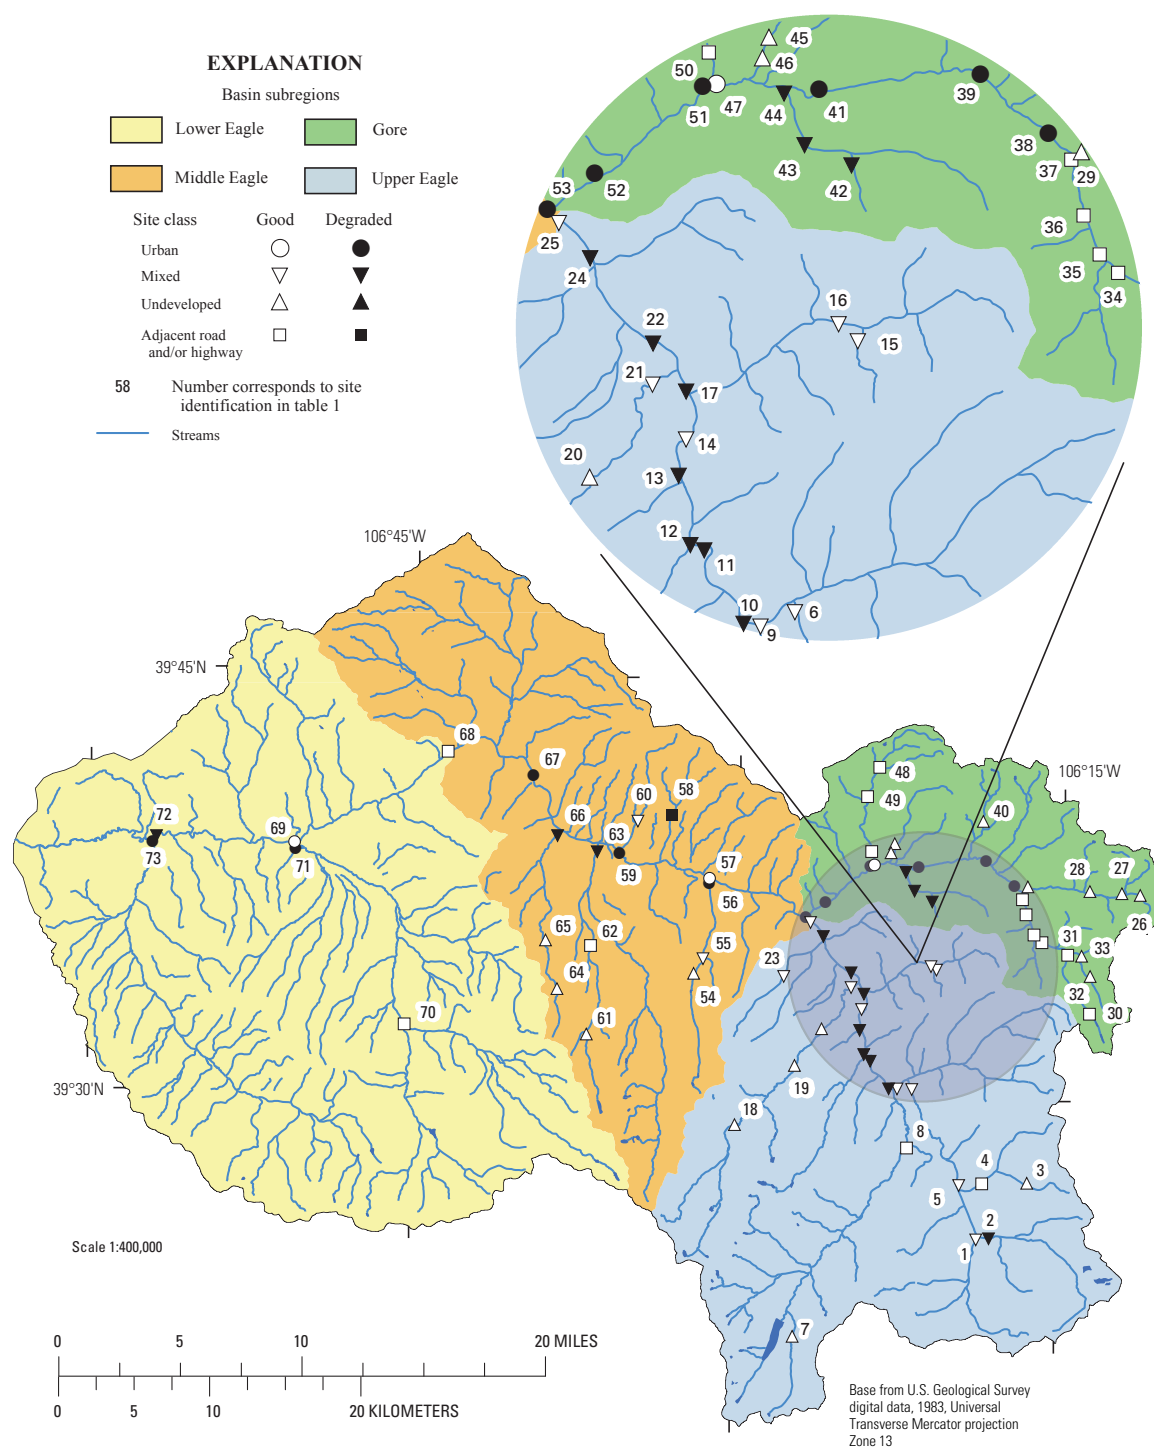 EXPLANATION
Basin subregions
Lower Eagle
Gore
Middle Eagle
Upper Eagle
Site class Good Degraded
Urban
Mixed
Undeveloped
Adjacent road
and/or highway
58 Number corresponds to site
identification in table 1
Streams
45
46
50
47
51
44
41
39
38
37
29
43
42
53
52
36
25
24
35
34
16
15
22
21
17
14
20
13
12
11
10
9
6
106°45'W
39°45'N
106°15'W
39°30'N
68
67
60
58
66
63
59
57
56
72
73
69
71
65
62
64
61
55
54
70
48
49
40
28
27
26
31
33
32
30
23
19
18
8
4
3
5
2
1
7
Scale 1:400,000
0 5 10 20 MILES
0 5 10 20 KILOMETERS
Base from U.S. Geological Survey
digital data, 1983, Universal
Transverse Mercator projection
Zone 13